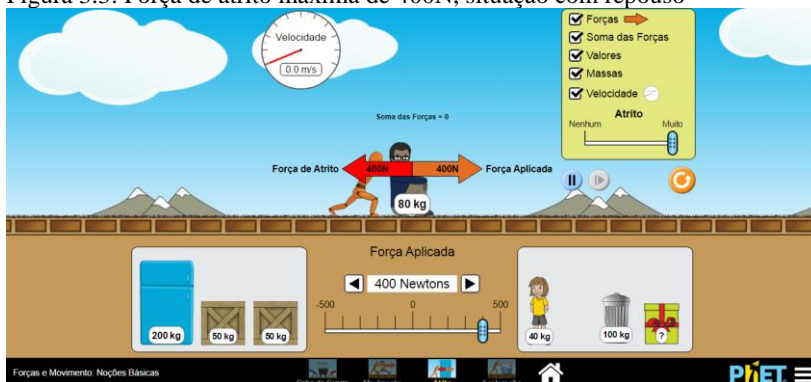 Figura 3.3: Força de atrito máxima de 400N, situação com repouso
Velocidade
0.0 m/s
Forças
Soma das Forças
Valores
Massas
Velocidade
Atrito
Nenhum Muito
Soma das Forças = 0
Força de Atrito 400N 400N Força Aplicada
80 kg
Força Aplicada
400 Newtons
-500 0 500
200 kg 50 kg 50 kg
40 kg 100 kg ?
Forças e Movimento: Noções Básicas
Atrito
PhET